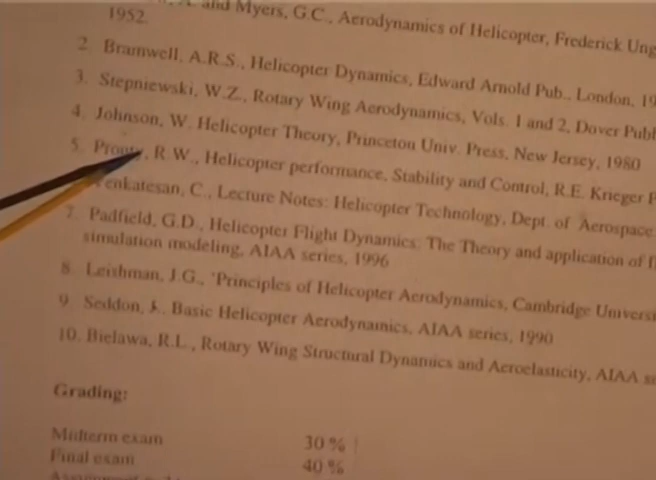 and Myers, G.C., Aerodynamics of Helicopter, Frederick Ung
1952.
2. Bramwell, A.R.S., Helicopter Dynamics, Edward Arnold Pub., London, 19
3. Stepniewski, W.Z., Rotary Wing Aerodynamics, Vols. 1 and 2, Dover Publ
4. Johnson, W. Helicopter Theory, Princeton Univ. Press, New Jersey, 1980
5. Prouty, R.W., Helicopter performance, Stability and Control, R.E. Krieger P
Venkatesan, C., Lecture Notes: Helicopter Technology, Dept. of Aerospace
7. Padfield, G.D., Helicopter Flight Dynamics: The Theory and application of f
simulation modeling, AIAA series, 1996
8. Leishman, J.G., "Principles of Helicopter Aerodynamics, Cambridge Universi
9. Seddon, J., Basic Helicopter Aerodynamics, AIAA series, 1990
10. Bielawa, R.L., Rotary Wing Structural Dynamics and Aeroelasticity, AIAA se
Grading:
Midterm exam 30 %
Final exam 40 %